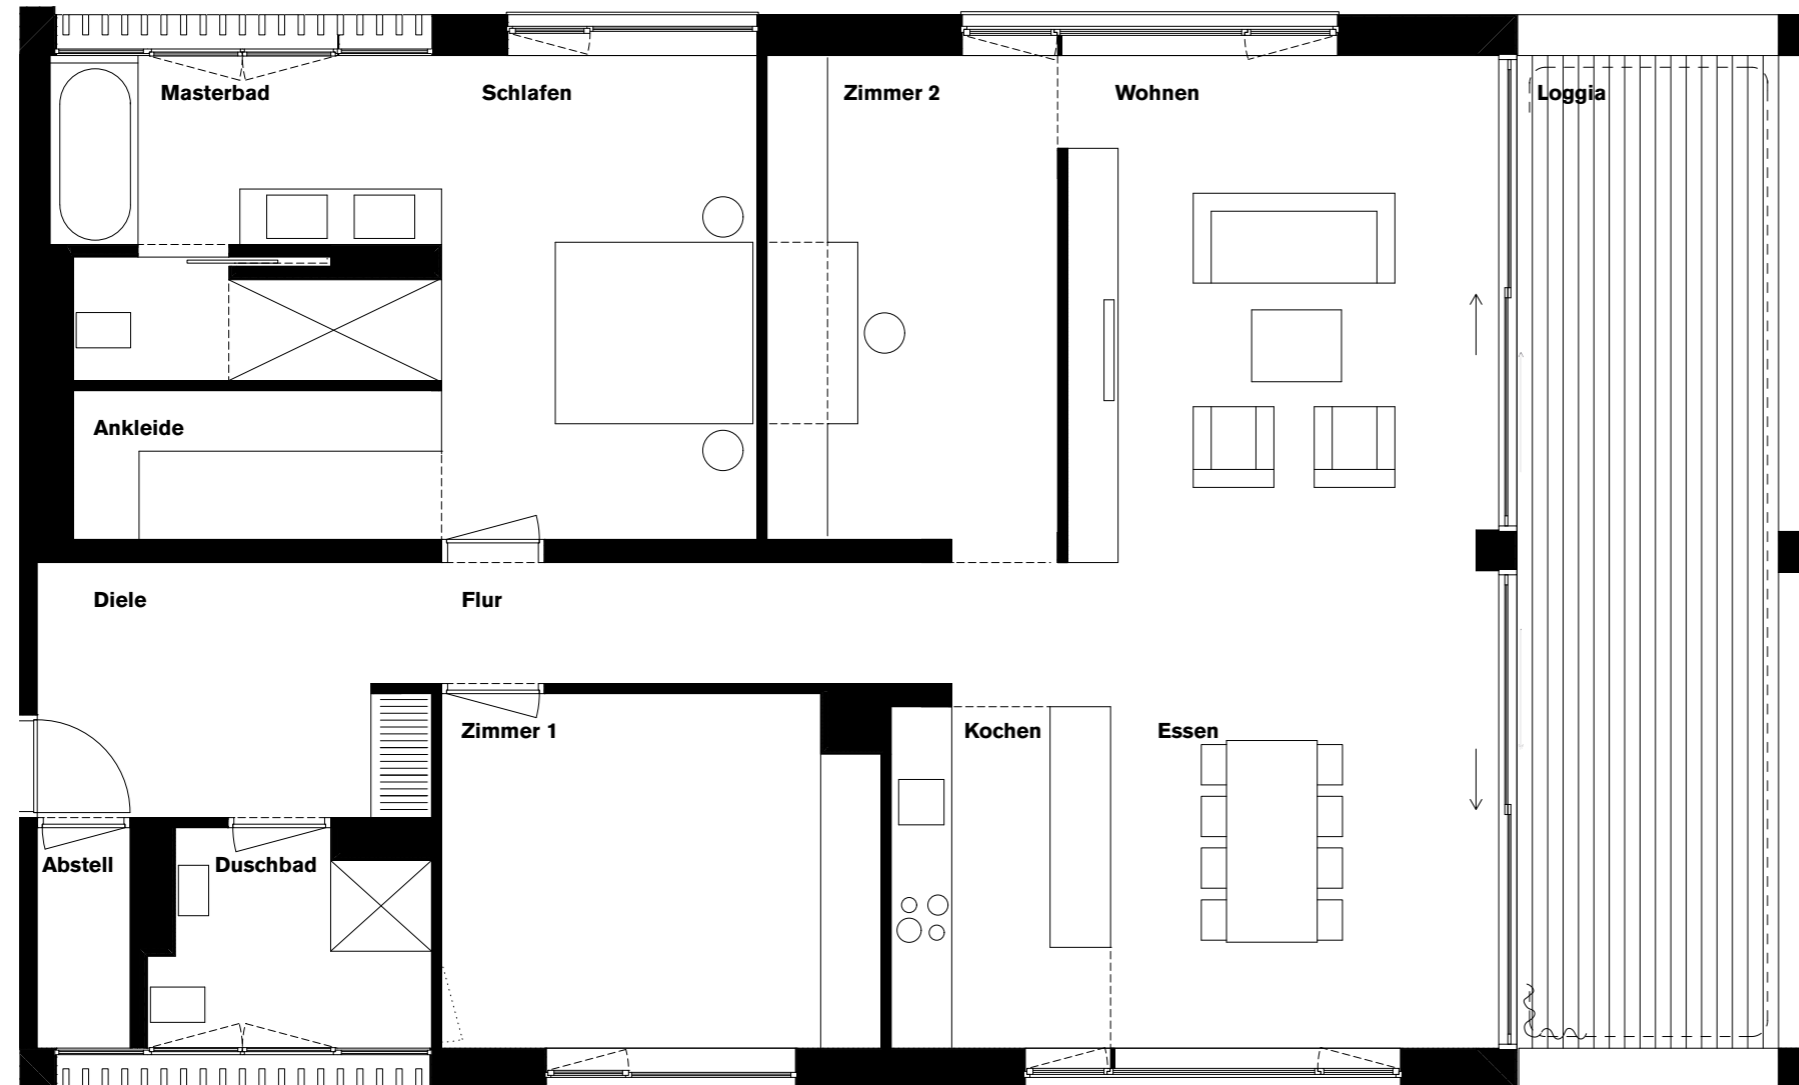 Masterbad
Schlafen
Zimmer 2
Wohnen
Loggia
Ankleide
Diele
Flur
Zimmer 1
Kochen
Essen
Abstell
Duschbad